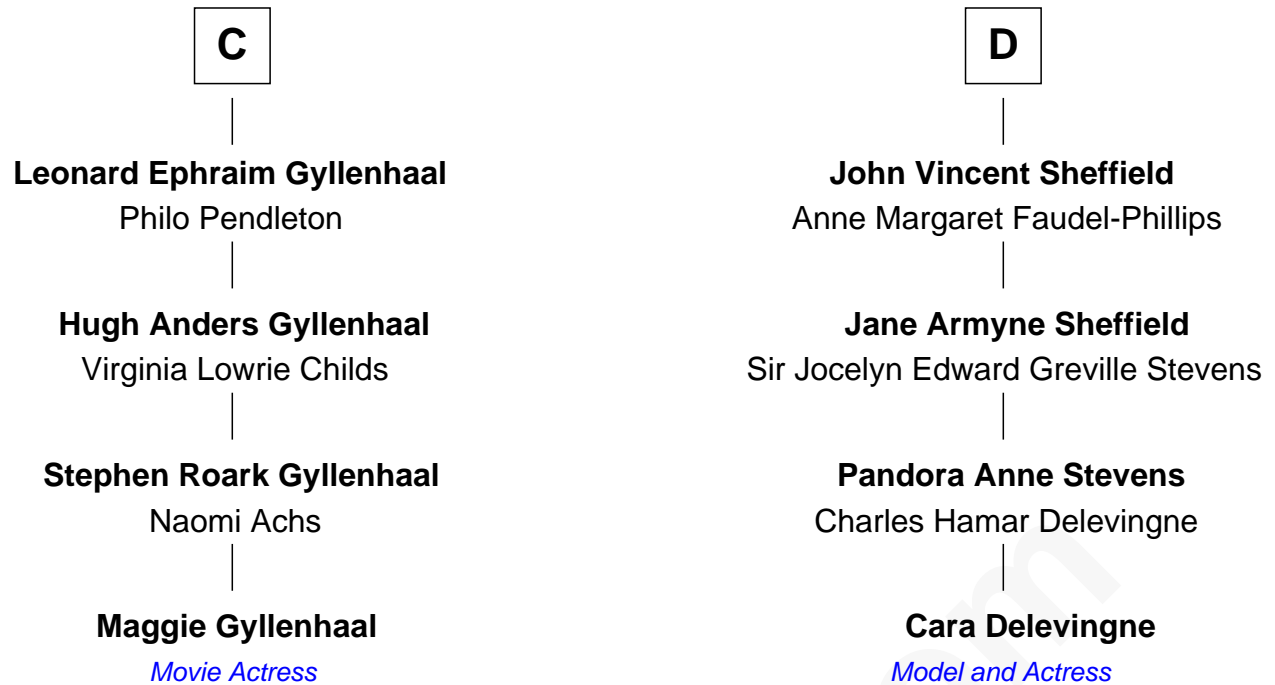 C
Leonard Ephraim Gyllenhaal
Philo Pendleton
Hugh Anders Gyllenhaal
Virginia Lowrie Childs
Stephen Roark Gyllenhaal
Naomi Achs
Maggie Gyllenhaal
Movie Actress
D
John Vincent Sheffield
Anne Margaret Faudel-Phillips
Jane Armyne Sheffield
Sir Jocelyn Edward Greville Stevens
Pandora Anne Stevens
Charles Hamar Delevingne
Cara Delevingne
Model and Actress